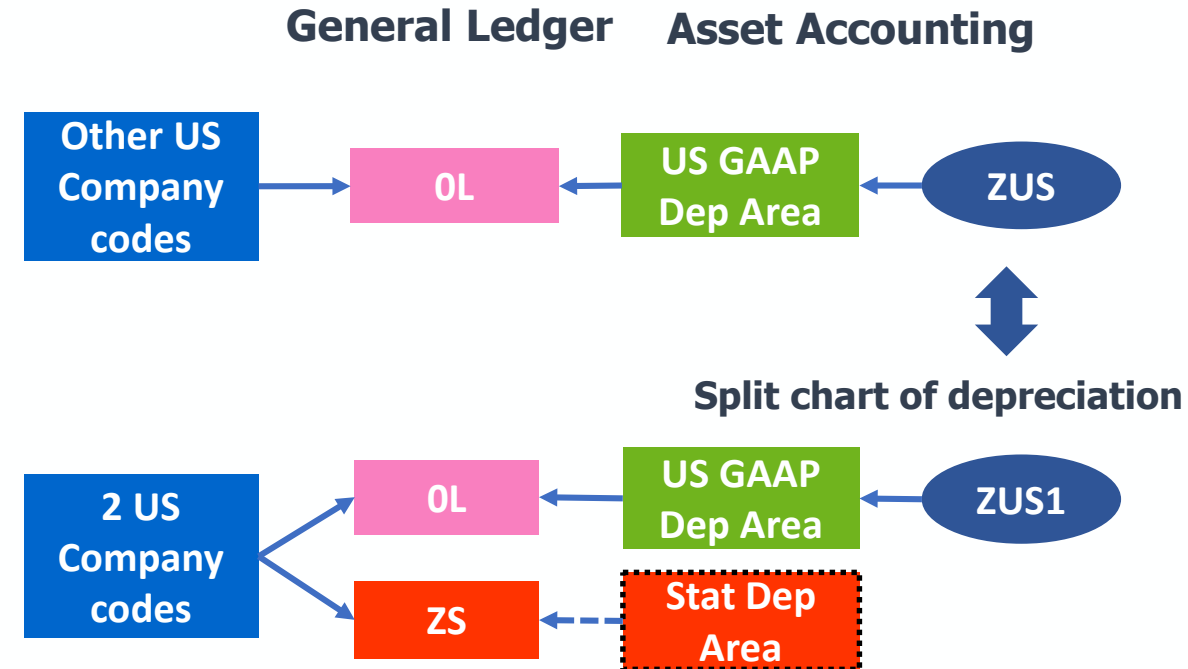 General Ledger
Asset Accounting
Other US
Company
codes
0L
US GAAP
Dep Area
ZUS
Split chart of depreciation
2 US
Company
codes
0L
US GAAP
Dep Area
ZUS1
ZS
Stat Dep
Area